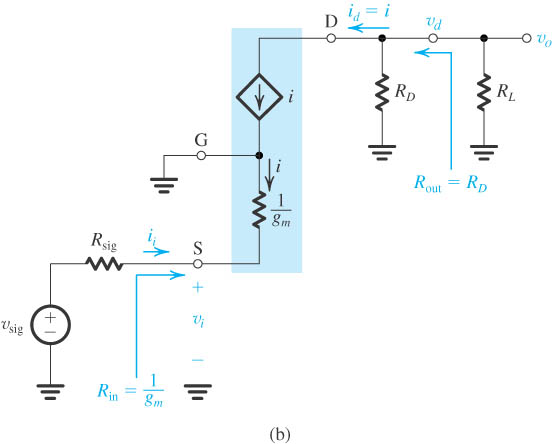 D
i_d = i
v_d
v_o
i
R_D
R_L
G
i
R_out = R_D
1/g_m
R_sig
i_i
S
+
v_sig
+
−
v_i
−
R_in = 1/g_m
(b)